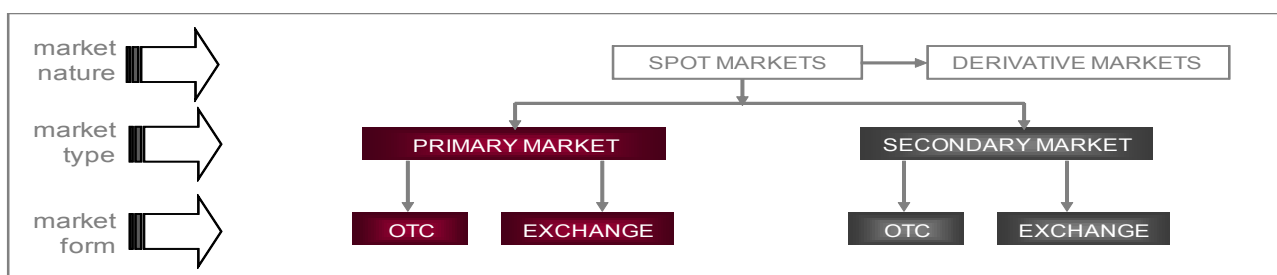 market
nature
SPOT MARKETS
DERIVATIVE MARKETS
market
type
PRIMARY MARKET
SECONDARY MARKET
market
form
OTC
EXCHANGE
OTC
EXCHANGE